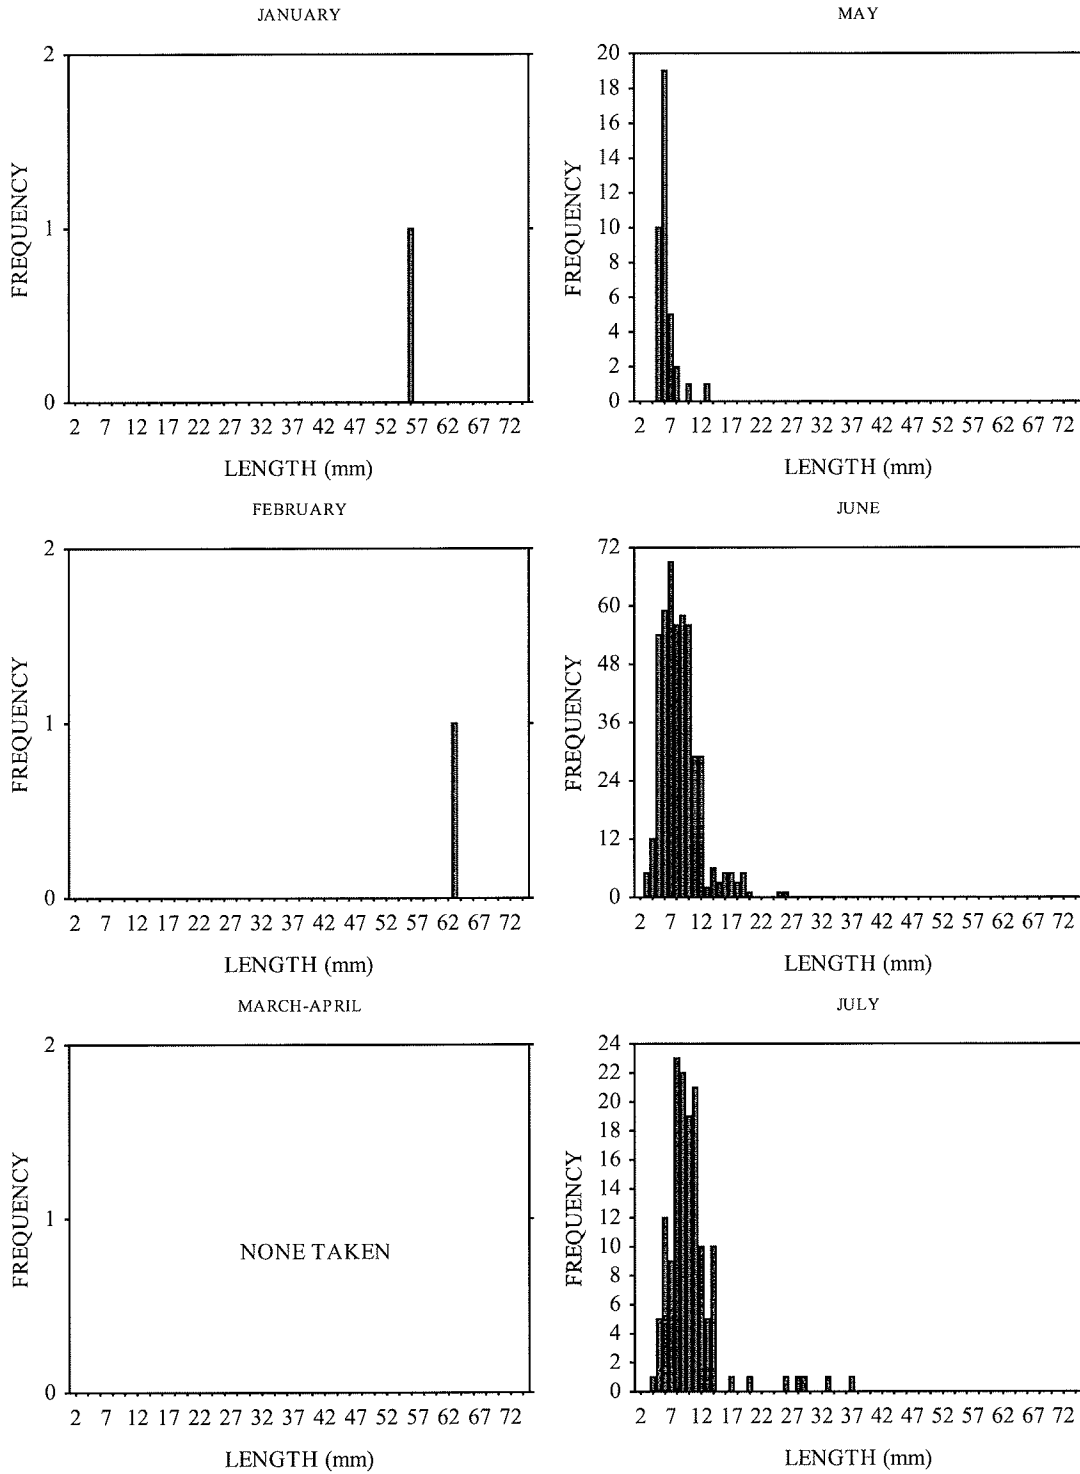 JANUARY
2
1
0
FREQUENCY
2 7 12 17 22 27 32 37 42 47 52 57 62 67 72
LENGTH (mm)
FEBRUARY
2
1
0
FREQUENCY
2 7 12 17 22 27 32 37 42 47 52 57 62 67 72
LENGTH (mm)
MARCH-APRIL
2
1
0
FREQUENCY
NONE TAKEN
2 7 12 17 22 27 32 37 42 47 52 57 62 67 72
LENGTH (mm)
MAY
20
18
16
14
12
10
8
6
4
2
0
FREQUENCY
2 7 12 17 22 27 32 37 42 47 52 57 62 67 72
LENGTH (mm)
JUNE
72
60
48
36
24
12
0
FREQUENCY
2 7 12 17 22 27 32 37 42 47 52 57 62 67 72
LENGTH (mm)
JULY
24
22
20
18
16
14
12
10
8
6
4
2
0
FREQUENCY
2 7 12 17 22 27 32 37 42 47 52 57 62 67 72
LENGTH (mm)